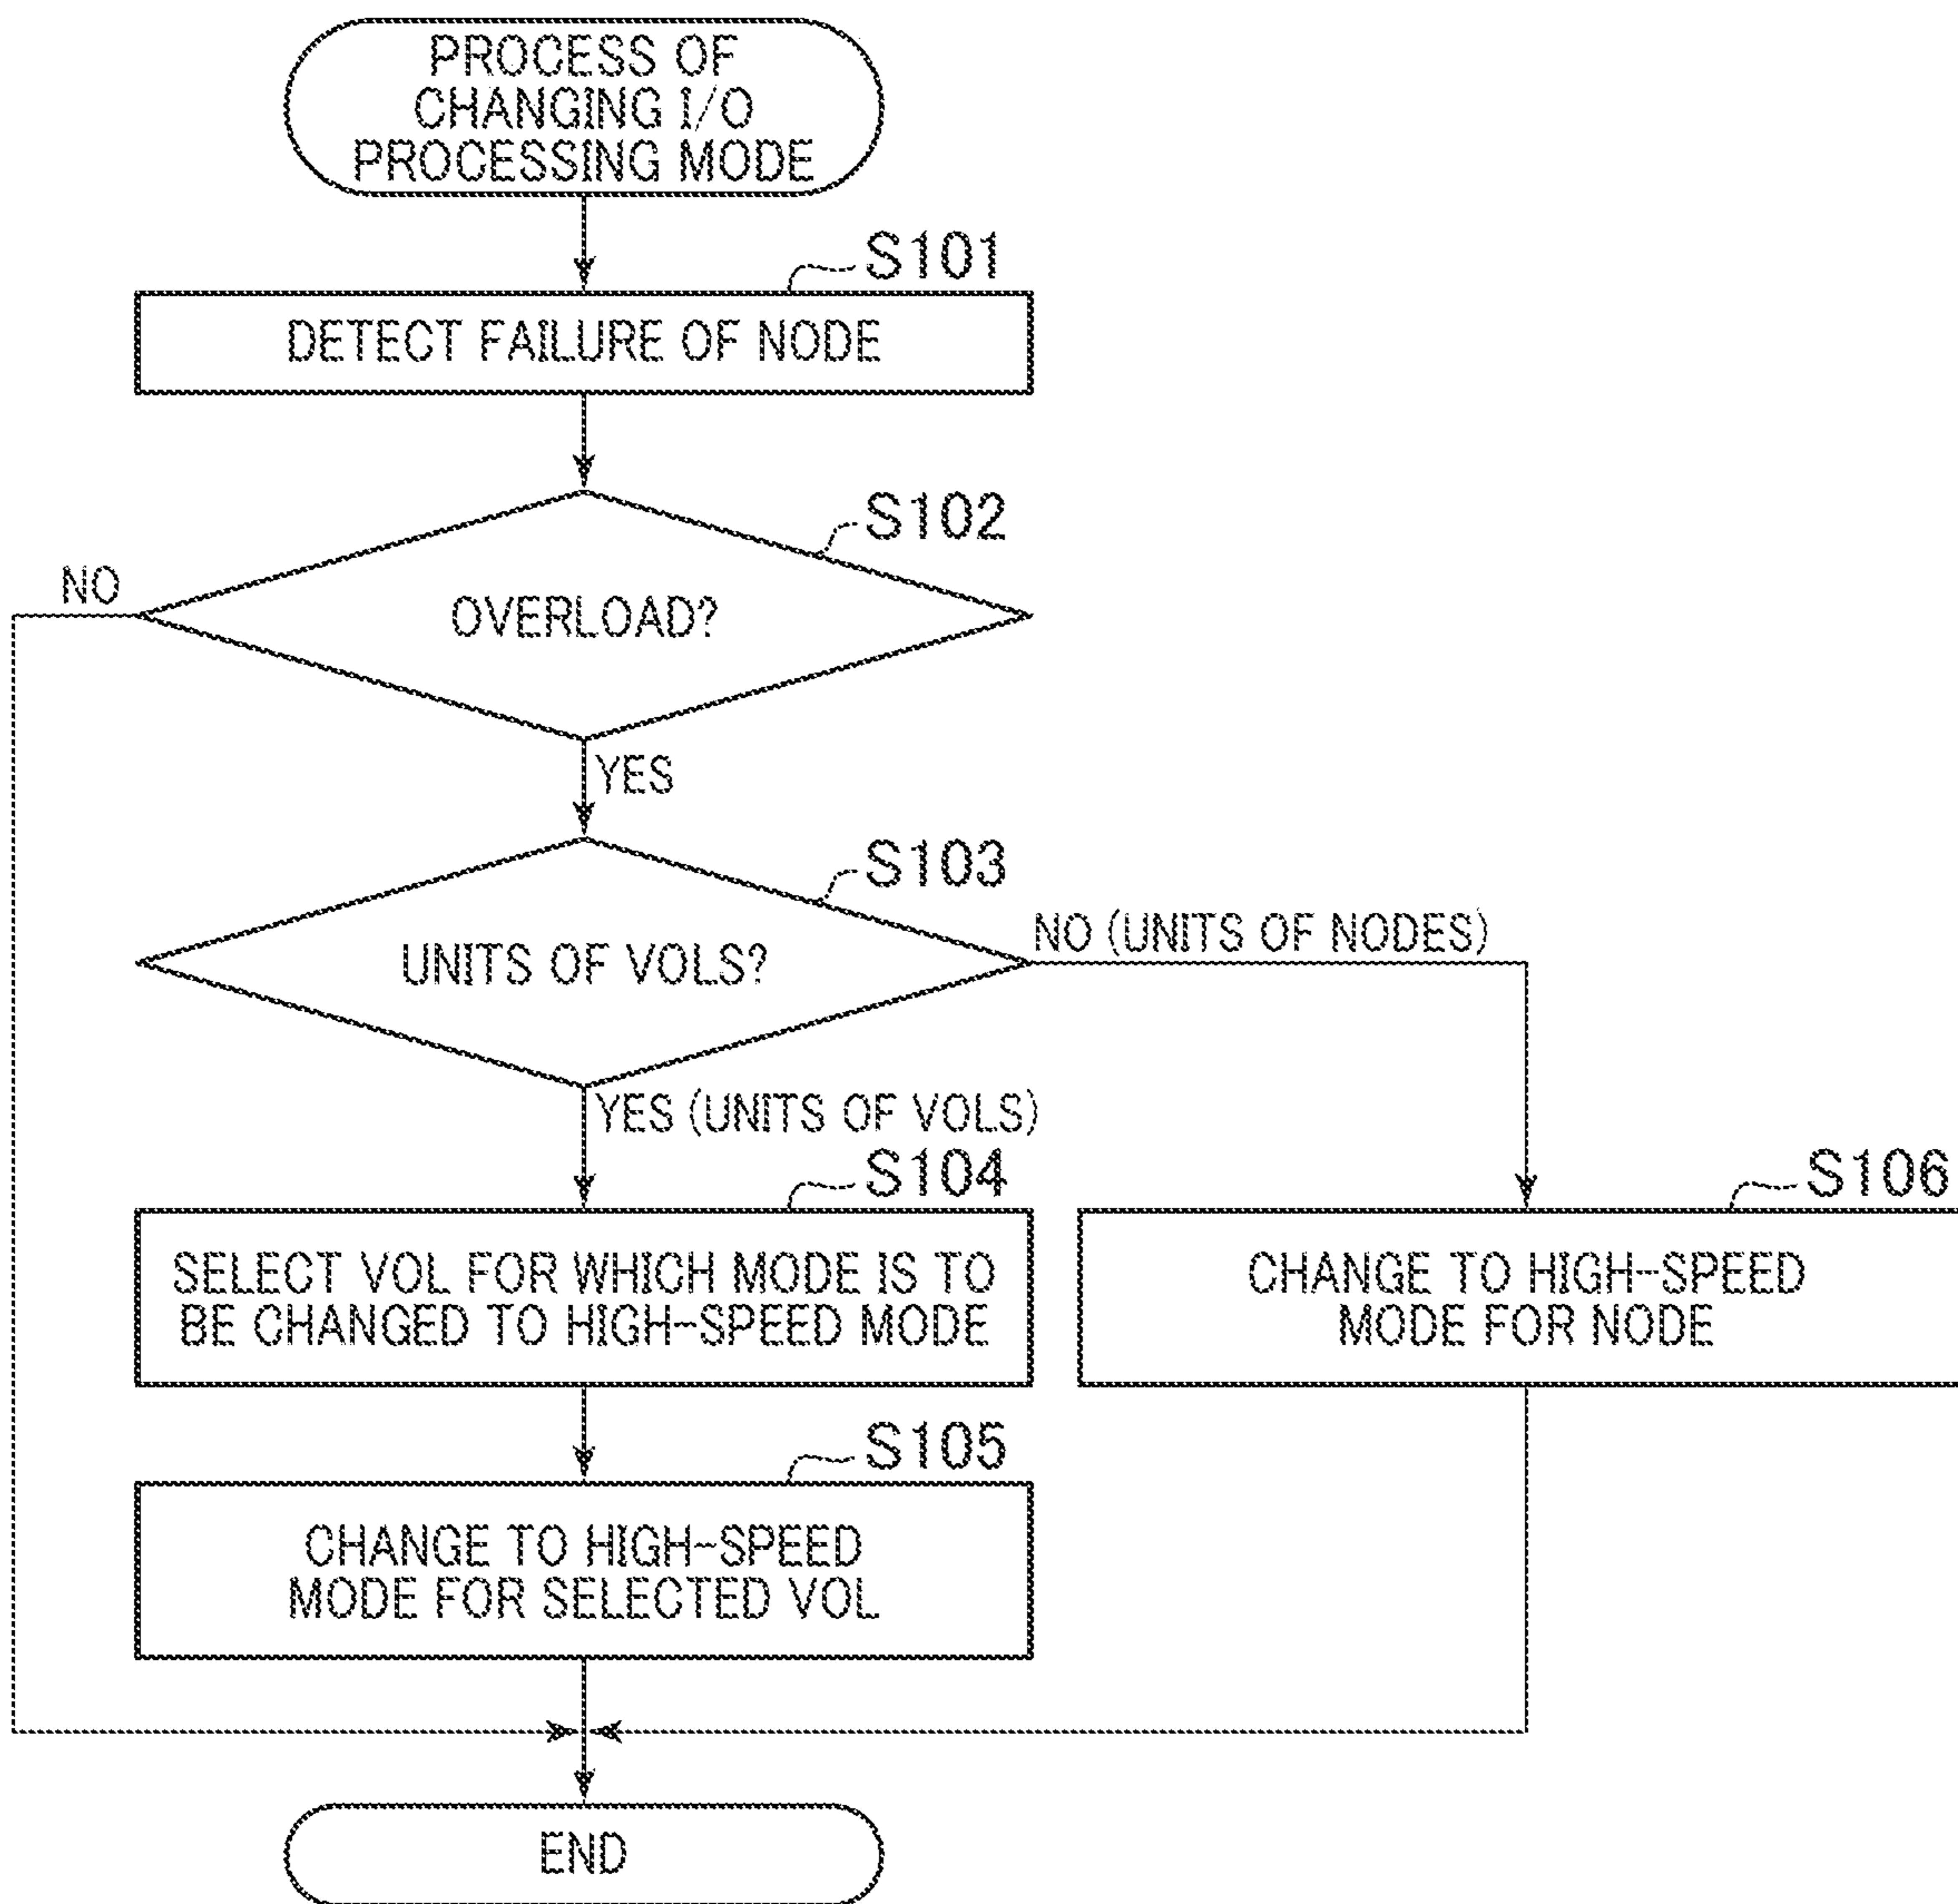 PROCESS OF
CHANGING I/O
PROCESSING MODE
S101
DETECT FAILURE OF NODE
S102
NO
OVERLOAD?
YES
S103
NO (UNITS OF NODES)
UNITS OF VOLS?
YES (UNITS OF VOLS)
S104
S106
SELECT VOL FOR WHICH MODE IS TO
BE CHANGED TO HIGH-SPEED MODE
CHANGE TO HIGH-SPEED
MODE FOR NODE
S105
CHANGE TO HIGH-SPEED
MODE FOR SELECTED VOL
END